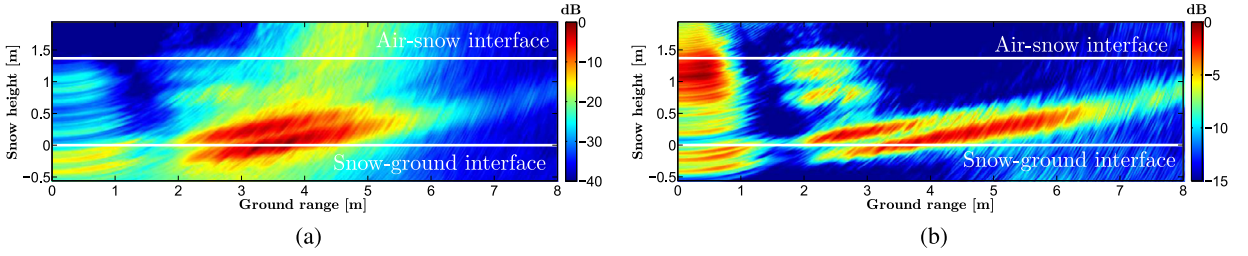 dB
0
1.5
Air-snow interface
−10
1
0.5
−20
0
−30
Snow-ground interface
−0.5
−40
0 1 2 3 4 5 6 7 8
Snow height [m]
Ground range [m]
(a)
dB
0
1.5
Air-snow interface
1
−5
0.5
−10
0
Snow-ground interface
−0.5
−15
0 1 2 3 4 5 6 7 8
Snow height [m]
Ground range [m]
(b)